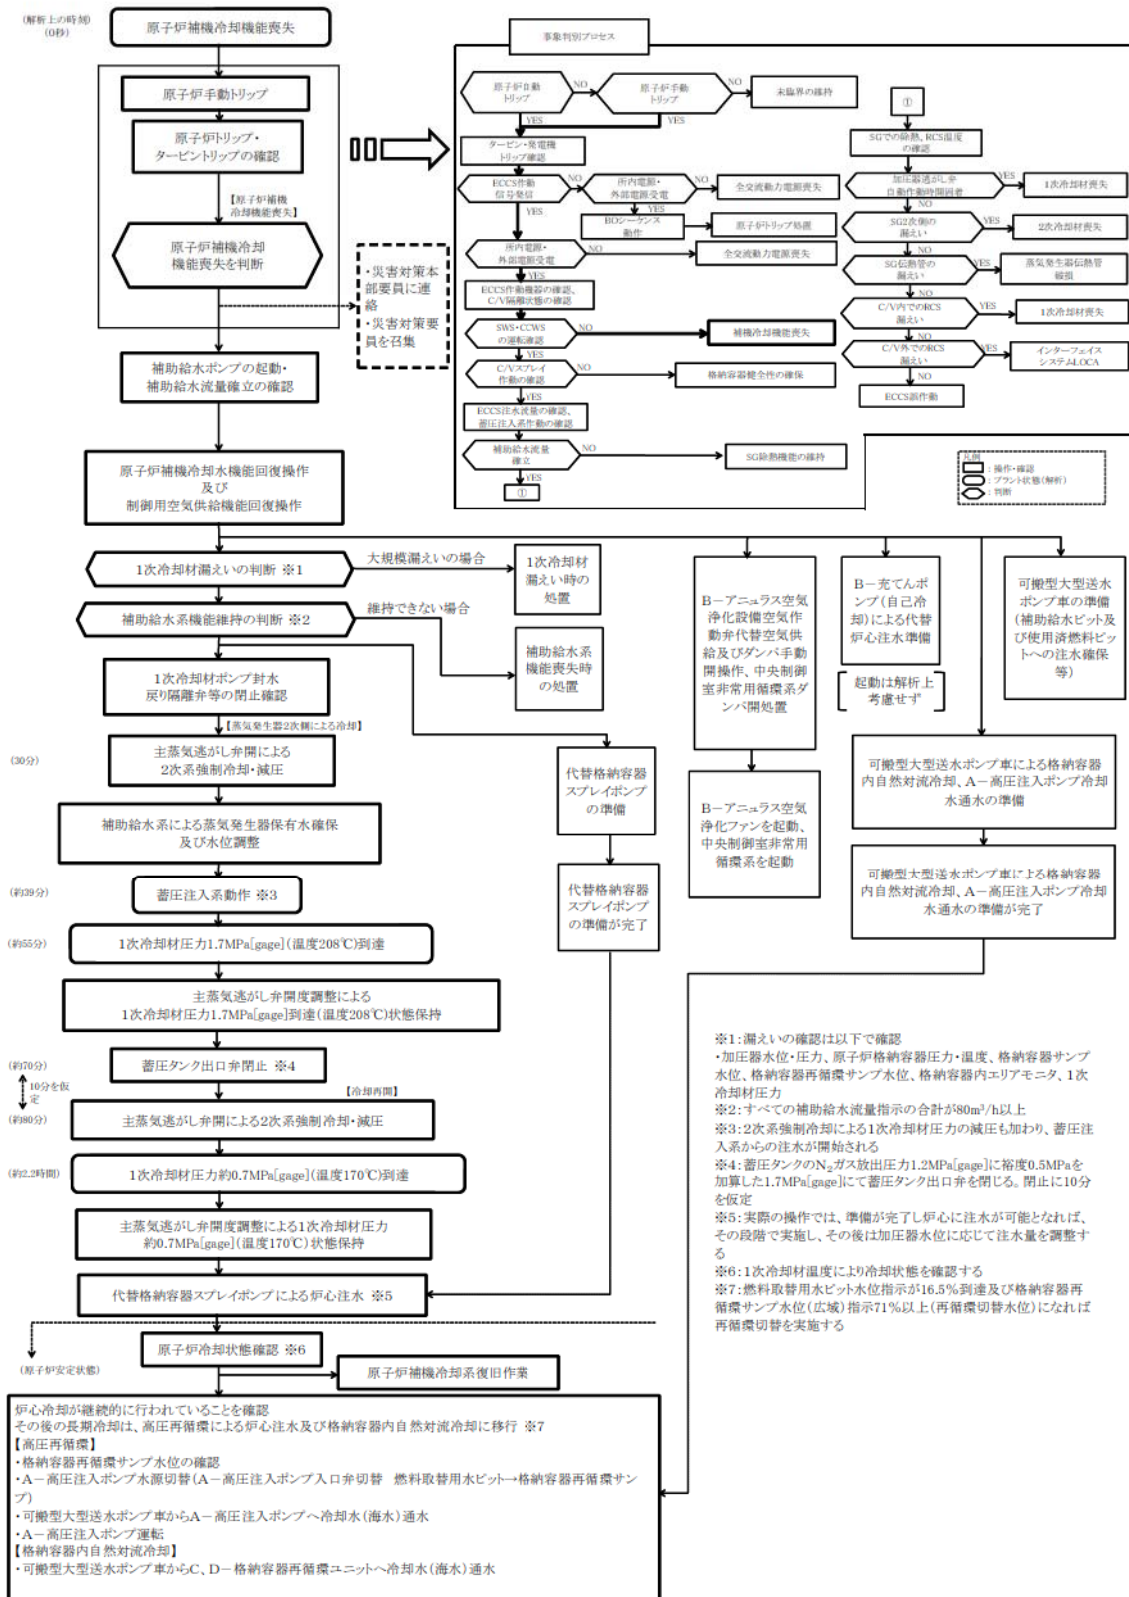 (解析上の時刻)
(0秒)
原子炉補機冷却機能喪失
原子炉手動トリップ
原子炉トリップ・
タービントリップの確認
【原子炉補機
冷却機能喪失】
原子炉補機冷却
機能喪失を判断
・災害対策本
部要員に連
絡
・災害対策要
員を召集
補助給水ポンプの起動・
補助給水流量確立の確認
原子炉補機冷却水機能回復操作
及び
制御用空気供給機能回復操作
事象判別プロセス
原子炉自動
トリップ
NO
原子炉手動
トリップ
NO
未臨界の維持
YES
YES
タービン・発電機
トリップ確認
ECCS作動
信号発信
NO
所内電源・
外部電源受電
NO
全交流動力電源喪失
YES
YES
BOシーケンス
動作
原子炉トリップ処置
所内電源・
外部電源受電
NO
全交流動力電源喪失
YES
ECCS作動機器の確認、
C/V隔離状態の確認
SWS・CCWS
の運転確認
NO
補機冷却機能喪失
YES
C/Vスプレイ
作動の確認
NO
格納容器健全性の確保
YES
ECCS注水流量の確認、
蓄圧注入系作動の確認
補助給水流量
確立
NO
SG除熱機能の維持
YES
①
①
SGでの除熱、RCS温度
の確認
加圧器逃がし弁
自動作動時間固着
YES
1次冷却材喪失
NO
SG2次側の
漏えい
YES
2次冷却材喪失
NO
SG伝熱管の
漏えい
YES
蒸気発生器伝熱管
破損
NO
C/V内でのRCS
漏えい
YES
1次冷却材喪失
NO
C/V外でのRCS
漏えい
YES
インターフェイス
システムLOCA
NO
ECCS誤作動
凡例
：操作・確認
：プラント状態(解析)
：判断
1次冷却材漏えいの判断 ※1
大規模漏えいの場合
1次冷却材
漏えい時の
処置
補助給水系機能維持の判断 ※2
維持できない場合
補助給水系
機能喪失時
の処置
1次冷却材ポンプ封水
戻り隔離弁等の閉止確認
【蒸気発生器2次側による冷却】
(30分)
主蒸気逃がし弁開による
2次系強制冷却・減圧
補助給水系による蒸気発生器保有水確保
及び水位調整
(約39分)
蓄圧注入系動作 ※3
(約55分)
1次冷却材圧力1.7MPa[gage](温度208℃)到達
主蒸気逃がし弁開度調整による
1次冷却材圧力1.7MPa[gage]到達(温度208℃)状態保持
(約70分)
蓄圧タンク出口弁閉止 ※4
10分を仮
定
【冷却再開】
(約80分)
主蒸気逃がし弁開による2次系強制冷却・減圧
(約2.2時間)
1次冷却材圧力約0.7MPa[gage](温度170℃)到達
主蒸気逃がし弁開度調整による1次冷却材圧力
約0.7MPa[gage](温度170℃)状態保持
代替格納容器スプレイポンプによる炉心注水 ※5
代替格納容器
スプレイポンプ
の準備
代替格納容器
スプレイポンプ
の準備が完了
B－アニュラス空気
浄化設備空気作
動弁代替空気供
給及びダンパ手動
開操作、中央制御
室非常用循環系ダ
ンパ開処置
B－アニュラス空気
浄化ファンを起動、
中央制御室非常用
循環系を起動
B－充てんポ
ンプ(自己冷
却)による代替
炉心注水準備
起動は解析上
考慮せず
可搬型大型送水
ポンプ車の準備
(補助給水ピット及
び使用済燃料ピッ
トへの注水確保
等)
可搬型大型送水ポンプ車による格納容器
内自然対流冷却、A－高圧注入ポンプ冷却
水通水の準備
可搬型大型送水ポンプ車による格納容器
内自然対流冷却、A－高圧注入ポンプ冷却
水通水の準備が完了
※1：漏えいの確認は以下で確認
・加圧器水位・圧力、原子炉格納容器圧力・温度、格納容器サンプ
水位、格納容器再循環サンプ水位、格納容器内エリアモニタ、1次
冷却材圧力
※2：すべての補助給水流量指示の合計が80m³/h以上
※3：2次系強制冷却による1次冷却材圧力の減圧も加わり、蓄圧注
入系からの注水が開始される
※4：蓄圧タンクのN₂ガス放出圧力1.2MPa[gage]に裕度0.5MPaを
加算した1.7MPa[gage]にて蓄圧タンク出口弁を閉じる。閉止に10分
を仮定
※5：実際の操作では、準備が完了し炉心に注水が可能となれば、
その段階で実施し、その後は加圧器水位に応じて注水量を調整す
る
※6：1次冷却材温度により冷却状態を確認する
※7：燃料取替用水ピット水位指示が16.5%到達及び格納容器再
循環サンプ水位(広域)指示71%以上(再循環切替水位)になれば
再循環切替を実施する
(原子炉安定状態)
原子炉冷却状態確認 ※6
原子炉補機冷却系復旧作業
炉心冷却が継続的に行われていることを確認
その後の長期冷却は、高圧再循環による炉心注水及び格納容器内自然対流冷却に移行 ※7
【高圧再循環】
・格納容器再循環サンプ水位の確認
・A－高圧注入ポンプ水源切替(A－高圧注入ポンプ入口弁切替　燃料取替用水ピット→格納容器再循環サン
プ)
・可搬型大型送水ポンプ車からA－高圧注入ポンプへ冷却水(海水)通水
・A－高圧注入ポンプ運転
【格納容器内自然対流冷却】
・可搬型大型送水ポンプ車からC、D－格納容器再循環ユニットへ冷却水(海水)通水